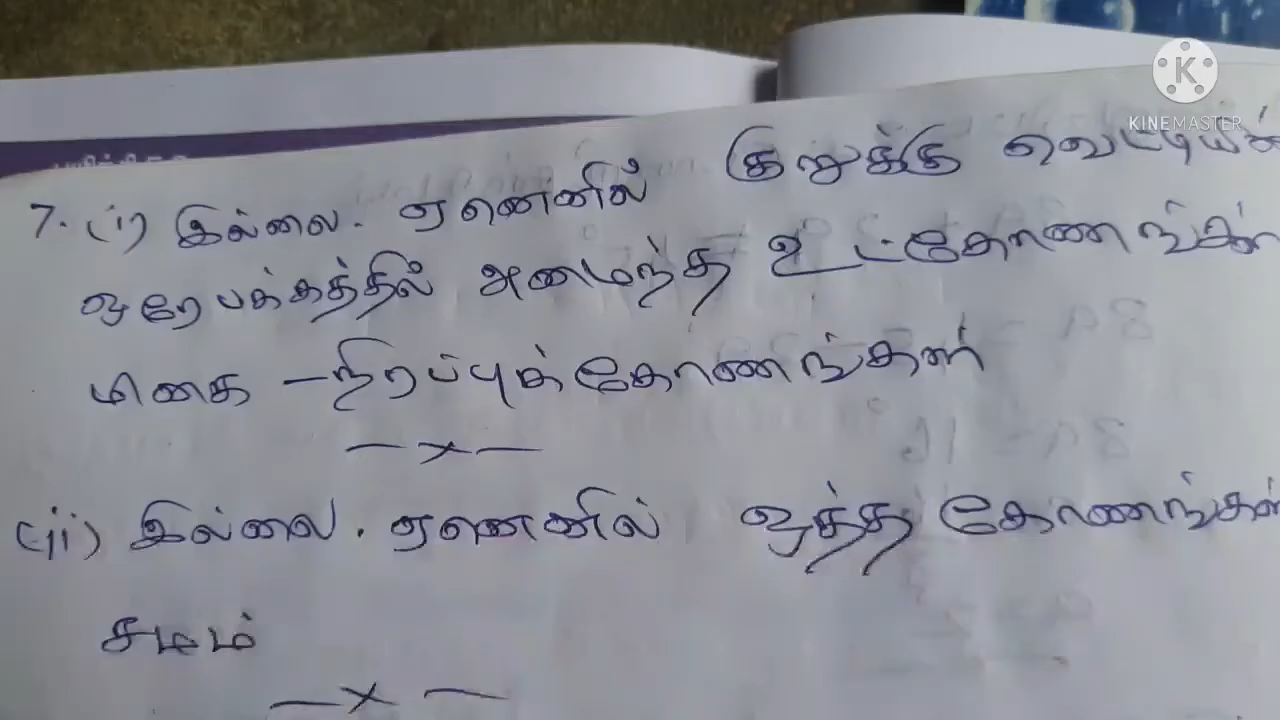 KINEMASTER
7. (i) இல்லை. ஏனெனில் குறுக்கு வெட்டியின்
ஒரே பக்கத்தில் அமைந்த உட்கோணங்கள்
மிகை - நிரப்புக்கோணங்கள்
—x—
(ii) இல்லை. ஏனெனில் ஒத்த கோணங்கள்
சமம்
—x—